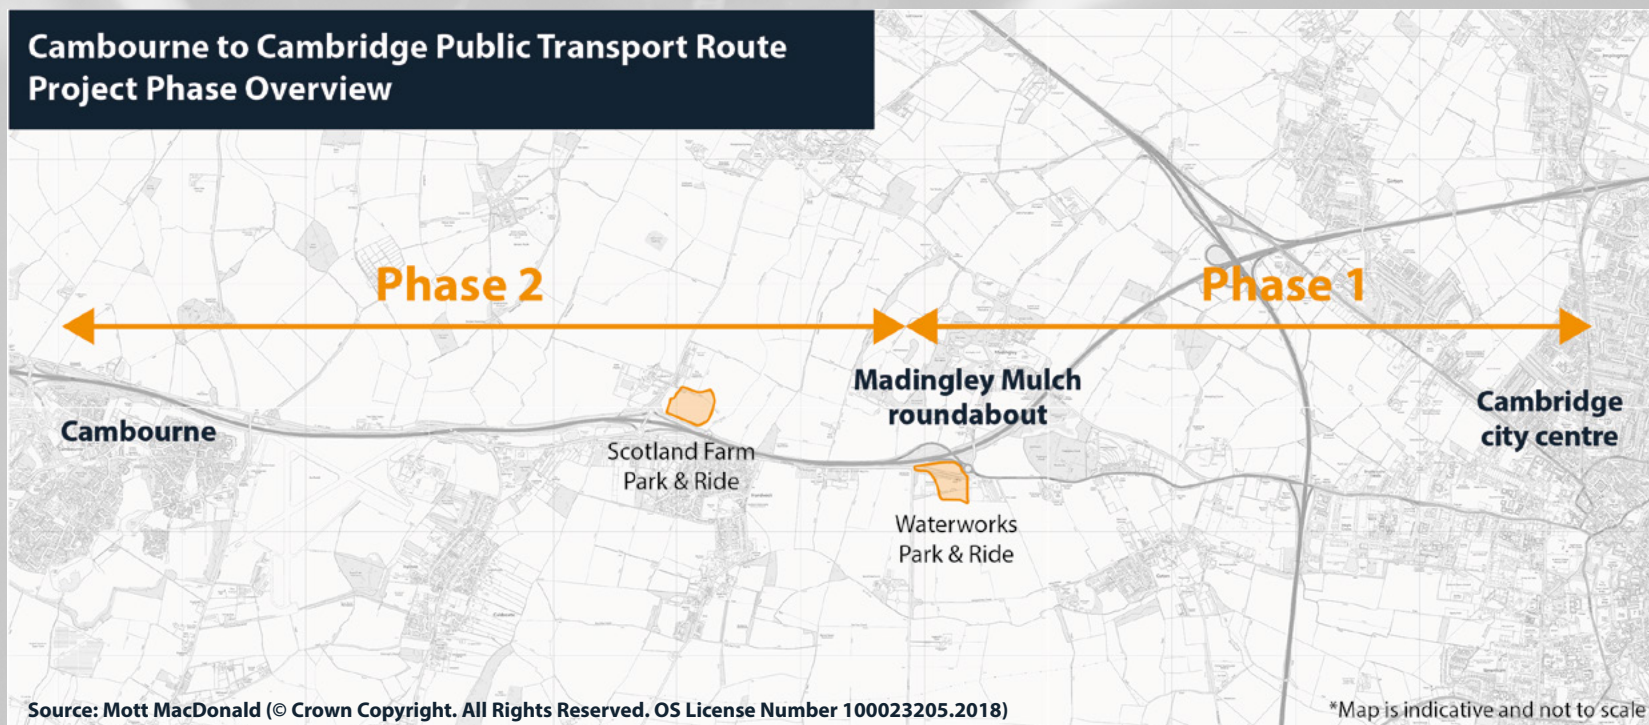 Cambourne to Cambridge Public Transport Route
Project Phase Overview
Phase 2
Phase 1
Madingley Mulch
roundabout
Cambourne
Cambridge
city centre
Scotland Farm
Park & Ride
Waterworks
Park & Ride
Source: Mott MacDonald (© Crown Copyright. All Rights Reserved. OS License Number 100023205.2018)
*Map is indicative and not to scale